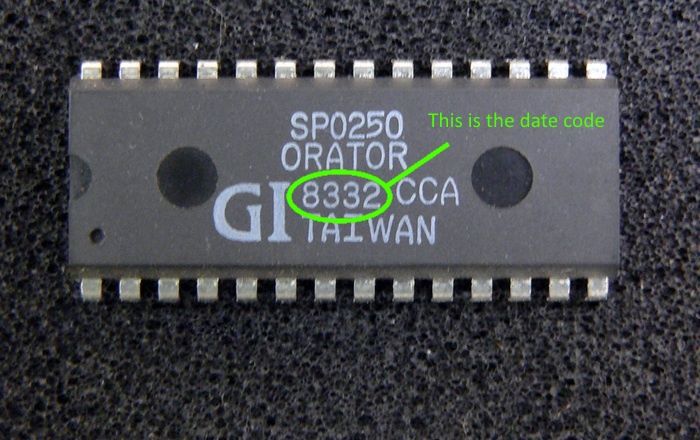 SP0250
This is the date code
ORATOR
GI 8332 CCA
TAIWAN